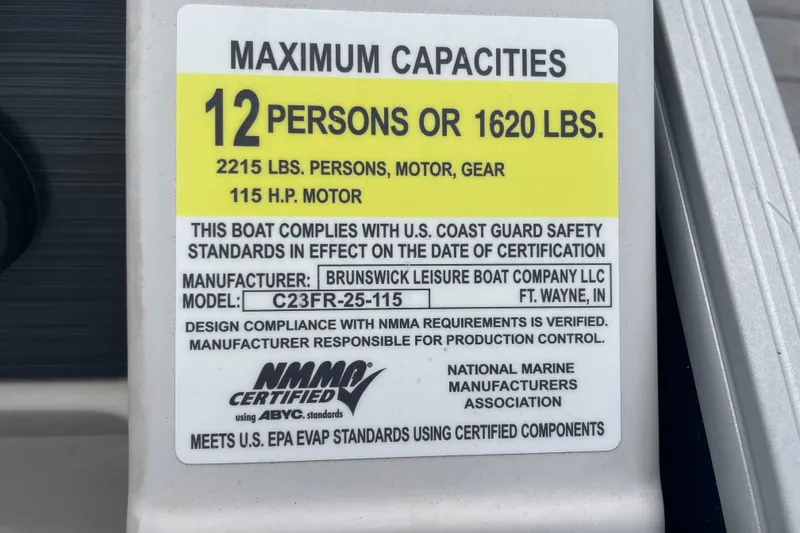 MAXIMUM CAPACITIES
12 PERSONS OR 1620 LBS.
2215 LBS. PERSONS, MOTOR, GEAR
115 H.P. MOTOR
THIS BOAT COMPLIES WITH U.S. COAST GUARD SAFETY
STANDARDS IN EFFECT ON THE DATE OF CERTIFICATION
MANUFACTURER: BRUNSWICK LEISURE BOAT COMPANY LLC
MODEL: C23FR-25-115 FT. WAYNE, IN
DESIGN COMPLIANCE WITH NMMA REQUIREMENTS IS VERIFIED.
MANUFACTURER RESPONSIBLE FOR PRODUCTION CONTROL.
NMMA®
CERTIFIED
using ABYC. standards
NATIONAL MARINE
MANUFACTURERS
ASSOCIATION
MEETS U.S. EPA EVAP STANDARDS USING CERTIFIED COMPONENTS